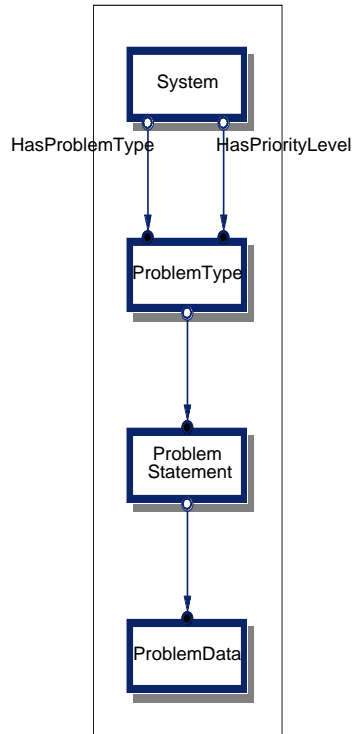 System
HasProblemType
HasPriorityLevel
ProblemType
Problem
Statement
ProblemData